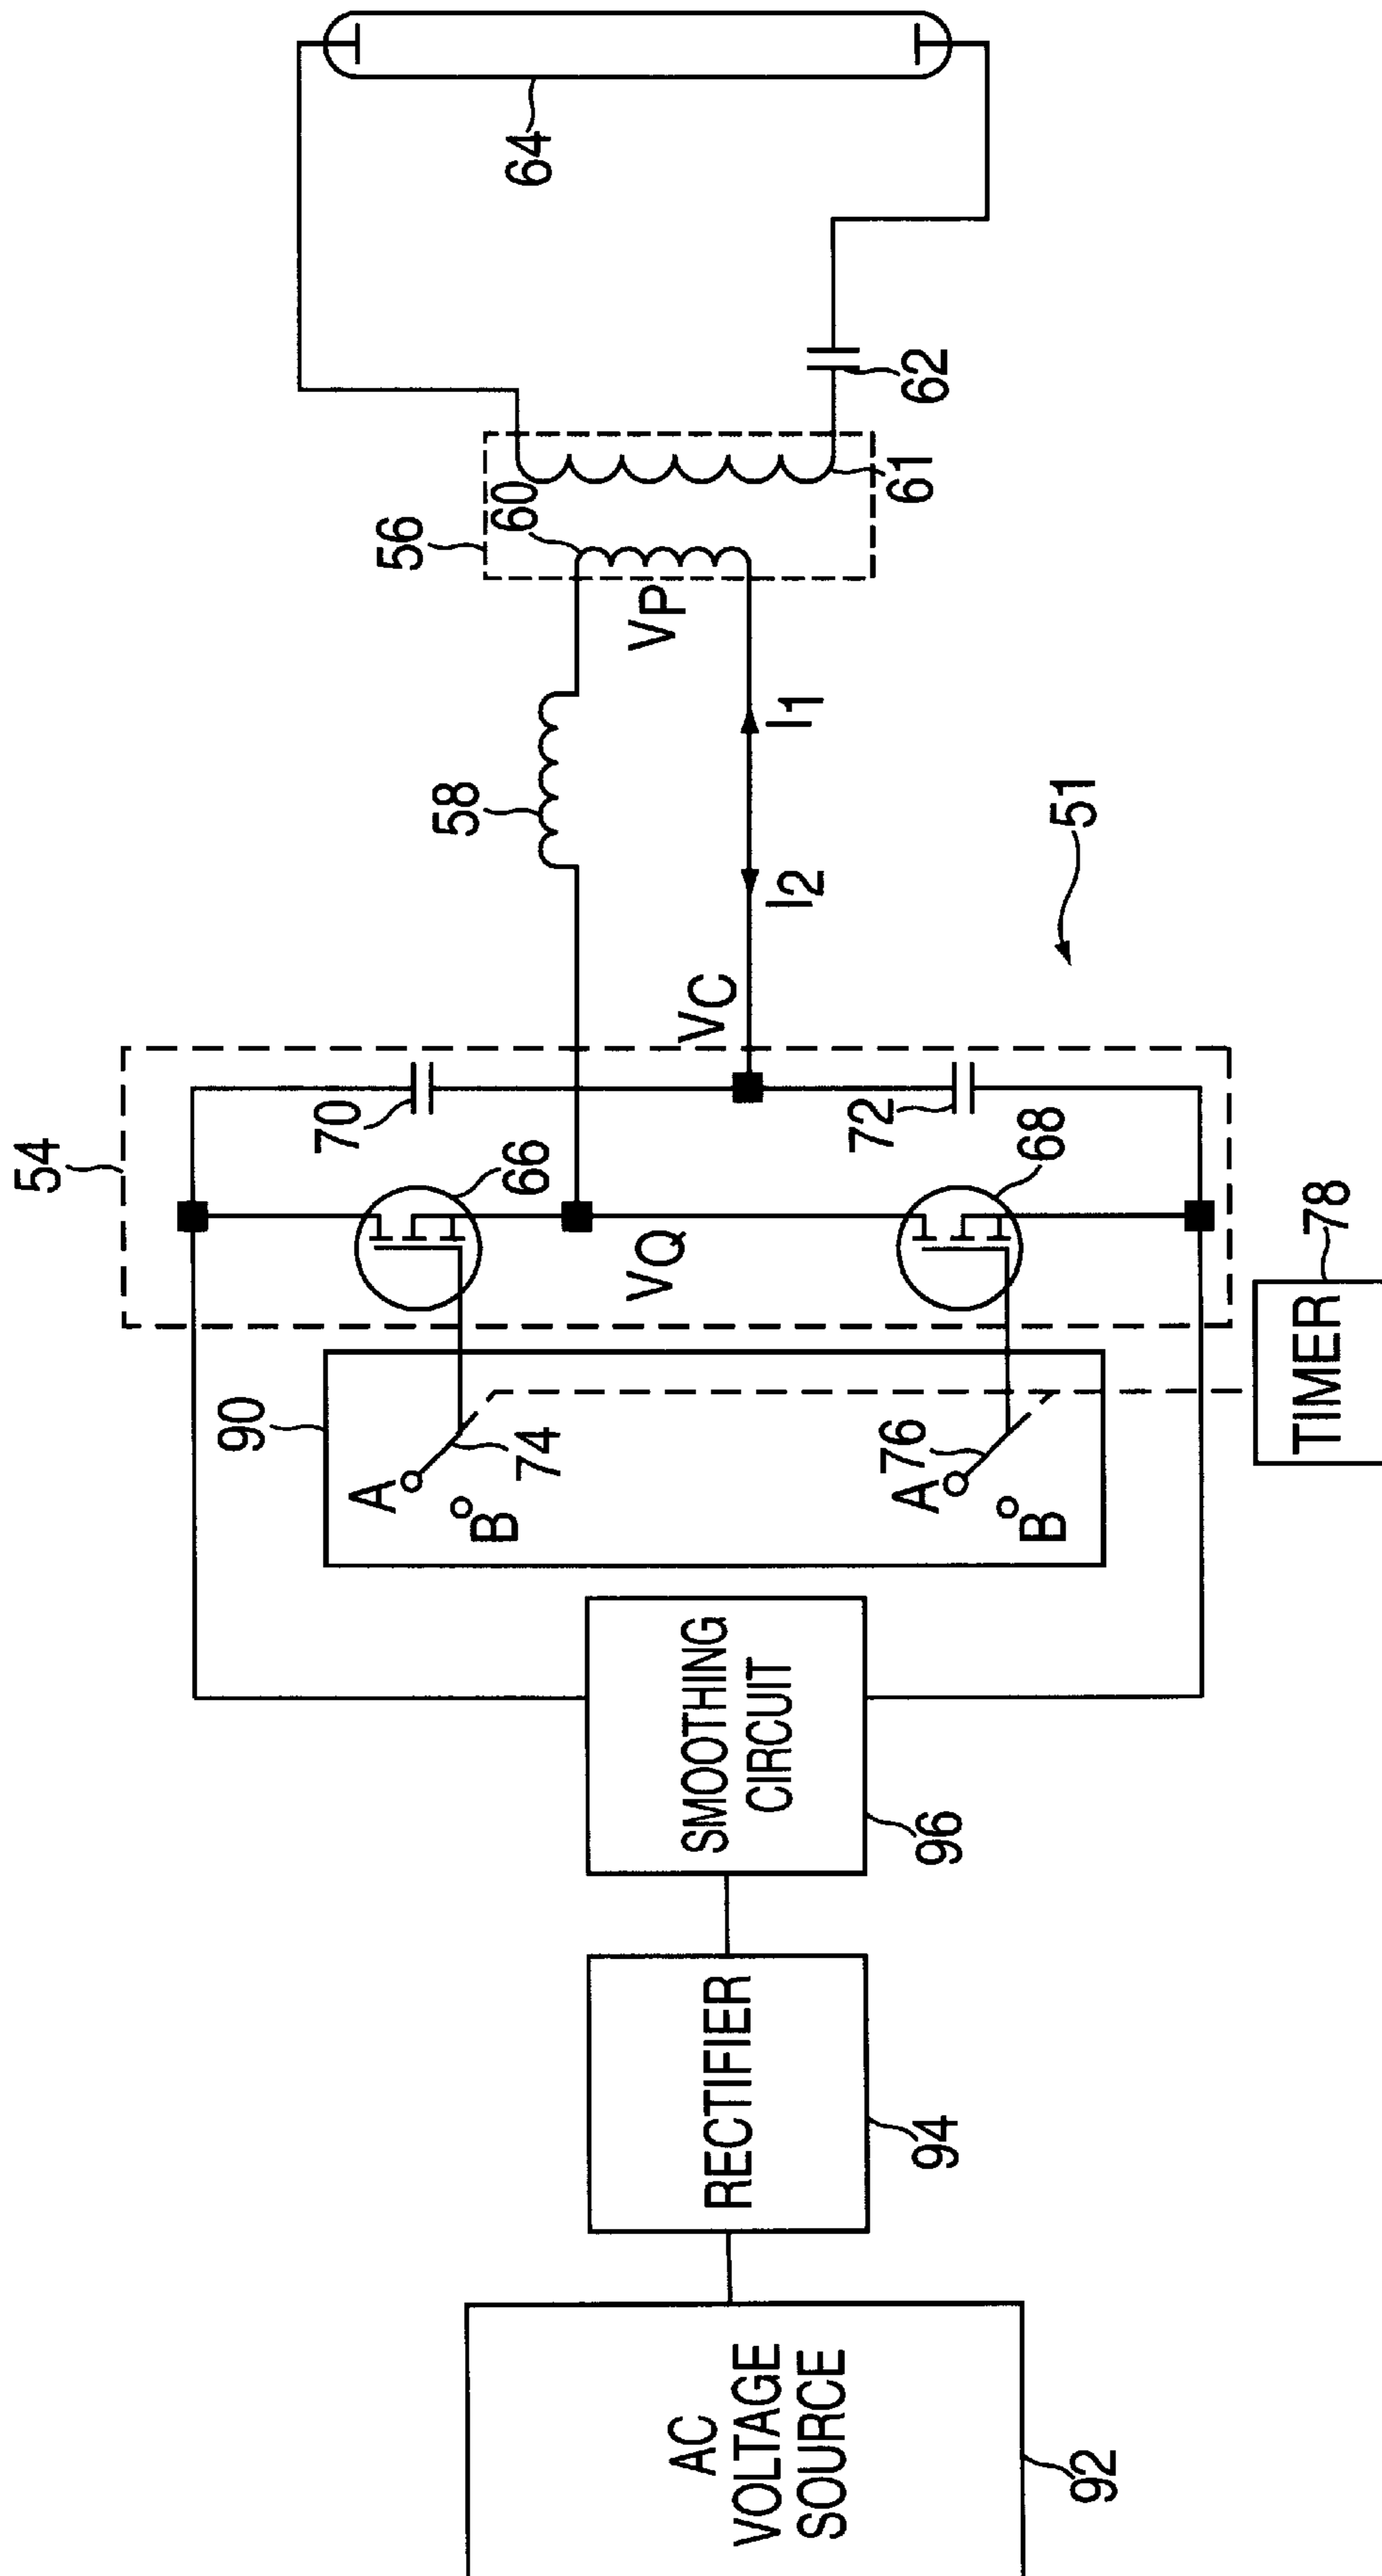 AC
VOLTAGE
SOURCE
92
RECTIFIER
94
SMOOTHING
CIRCUIT
96
90
A
B
74
A
B
76
TIMER
78
54
66
68
70
72
VQ
VC
I2
I1
51
58
VP
56
60
61
62
64